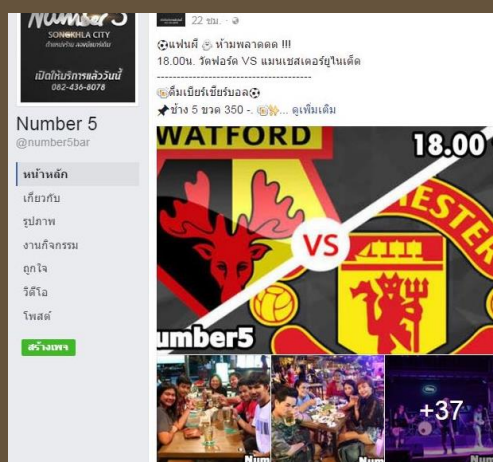 NUMBER 5
SONGKHLA CITY
เปิดให้บริการแล้ววันนี้
082-436-8078
Number 5
@number5bar
หน้าหลัก
เกี่ยวกับ
รูปภาพ
งานกิจกรรม
ถูกใจ
วิดีโอ
โพสต์
สร้างเพจ
22 ชม.
แฟนผี ห้ามพลาดดด !!!
18.00น. วัตฟอร์ด VS แมนเชสเตอร์ยูไนเต็ด
--------------------------------------
ดื่มเบียร์เชียร์บอล
ช้าง 5 ขวด 350 -. ... ดูเพิ่มเติม
WATFORD
18.00
VS
umber5
+37
Num
Num